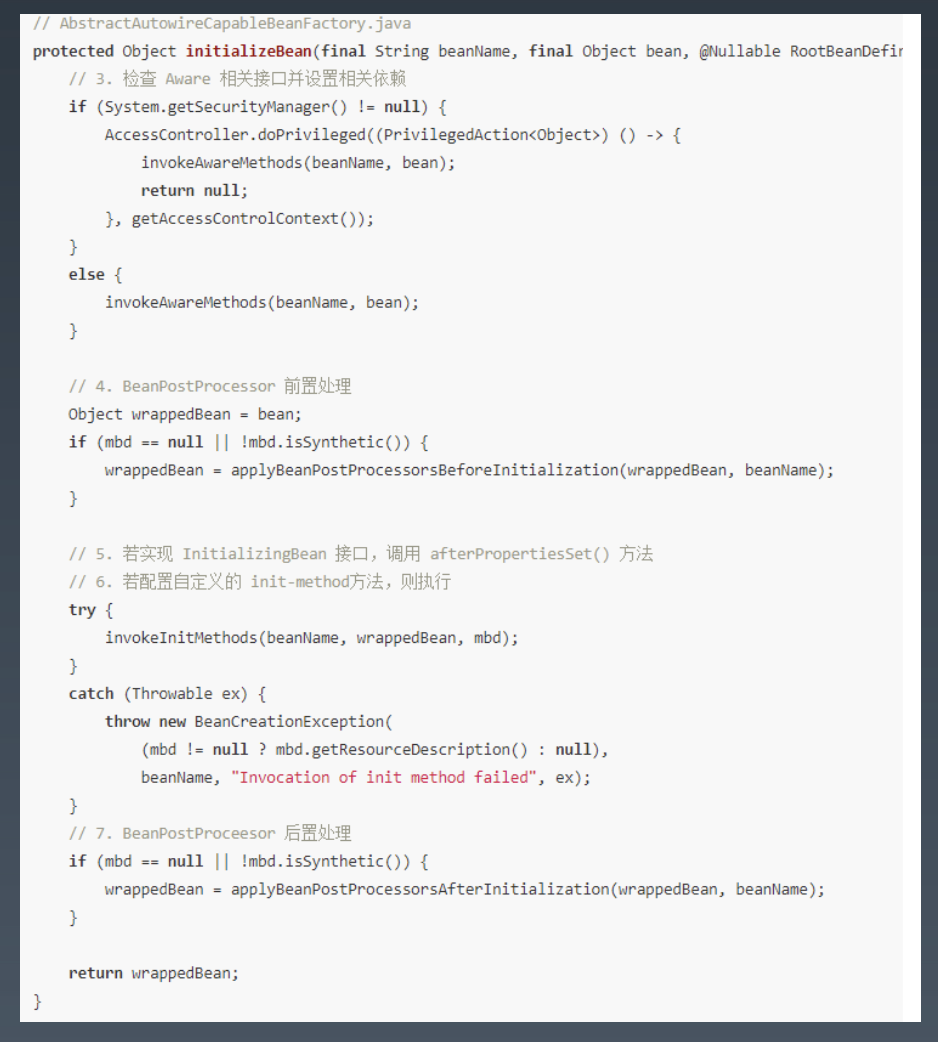 // AbstractAutowireCapableBeanFactory.java
protected Object initializeBean(final String beanName, final Object bean, @Nullable RootBeanDefin
    // 3. 检查 Aware 相关接口并设置相关依赖
    if (System.getSecurityManager() != null) {
        AccessController.doPrivileged((PrivilegedAction<Object>) () -> {
            invokeAwareMethods(beanName, bean);
            return null;
        }, getAccessControlContext());
    }
    else {
        invokeAwareMethods(beanName, bean);
    }
    // 4. BeanPostProcessor 前置处理
    Object wrappedBean = bean;
    if (mbd == null || !mbd.isSynthetic()) {
        wrappedBean = applyBeanPostProcessorsBeforeInitialization(wrappedBean, beanName);
    }
    // 5. 若实现 InitializingBean 接口，调用 afterPropertiesSet() 方法
    // 6. 若配置自定义的 init-method方法，则执行
    try {
        invokeInitMethods(beanName, wrappedBean, mbd);
    }
    catch (Throwable ex) {
        throw new BeanCreationException(
            (mbd != null ? mbd.getResourceDescription() : null),
            beanName, "Invocation of init method failed", ex);
    }
    // 7. BeanPostProceesor 后置处理
    if (mbd == null || !mbd.isSynthetic()) {
        wrappedBean = applyBeanPostProcessorsAfterInitialization(wrappedBean, beanName);
    }
    return wrappedBean;
}